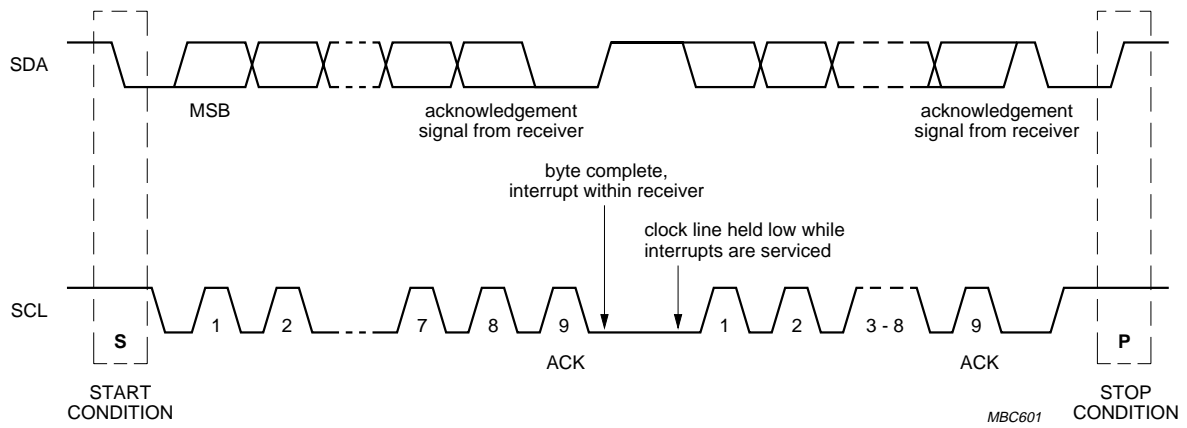 SDA
MSB
acknowledgement
signal from receiver
acknowledgement
signal from receiver
byte complete,
interrupt within receiver
clock line held low while
interrupts are serviced
SCL
S
1
2
7
8
9
1
2
3 - 8
9
P
ACK
ACK
START
CONDITION
MBC601
STOP
CONDITION